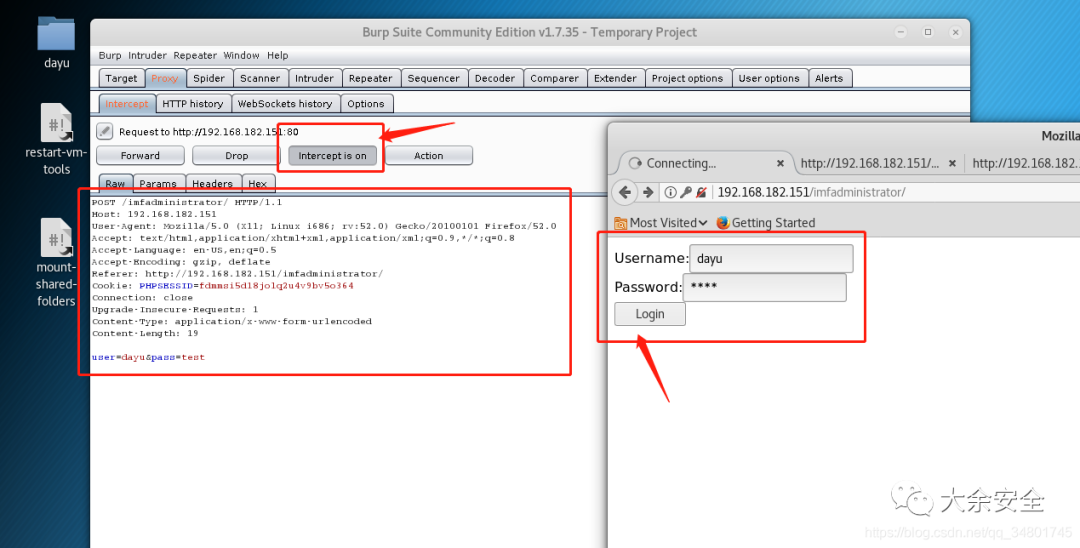 dayu
restart-vm-
tools
mount-
shared-
folders
Burp Suite Community Edition v1.7.35 - Temporary Project
Burp Intruder Repeater Window Help
Target Proxy Spider Scanner Intruder Repeater Sequencer Decoder Comparer Extender Project options User options Alerts
Intercept HTTP history WebSockets history Options
Request to http://192.168.182.151:80
Forward Drop Intercept is on Action
Raw Params Headers Hex
POST /imfadministrator/ HTTP/1.1
Host: 192.168.182.151
User-Agent: Mozilla/5.0 (X11; Linux i686; rv:52.0) Gecko/20100101 Firefox/52.0
Accept: text/html,application/xhtml+xml,application/xml;q=0.9,*/*;q=0.8
Accept-Language: en-US,en;q=0.5
Accept-Encoding: gzip, deflate
Referer: http://192.168.182.151/imfadministrator/
Cookie: PHPSESSID=fdmmsi5dl8jolq2u4v9bv5o364
Connection: close
Upgrade-Insecure-Requests: 1
Content-Type: application/x-www-form-urlencoded
Content-Length: 19
user=dayu&pass=test
Mozilla
Connecting... × http://192.168.182.151/... × http://192.168.182
192.168.182.151/imfadministrator/
Most Visited Getting Started
Username: dayu
Password: ****
Login
大余安全
https://blog.csdn.net/qq_34801745